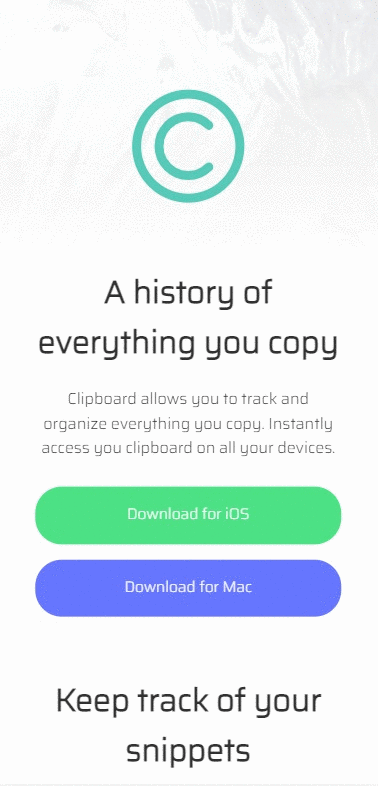 A history of
everything you copy
Clipboard allows you to track and
organize everything you copy. Instantly
access you clipboard on all your devices.
Download for iOS
Download for Mac
Keep track of your
snippets